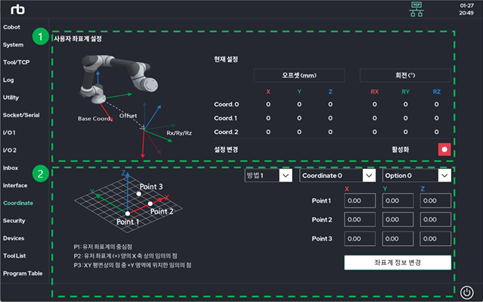 rb
TCP
01-27
20:49
Cobot
System
Tool/TCP
Log
Utility
Socket/Serial
I/O 1
I/O 2
Inbox
Interface
Coordinate
Security
Devices
Tool List
Program Table
1
사용자 좌표계 설정
Base Coord.
Offset
Rx/Ry/Rz
현재 설정
오프셋 (mm) 회전 (°)
X Y Z RX RY RZ
Coord. 0 0 0 0 0 0 0
Coord. 1 0 0 0 0 0 0
Coord. 2 0 0 0 0 0 0
설정 변경 활성화
2
방법 1 Coordinate 0 Option 0
Z
Y
X
Point 3
Point 2
Point 1
X Y Z
Point 1 0.00 0.00 0.00
Point 2 0.00 0.00 0.00
Point 3 0.00 0.00 0.00
P1: 유저 좌표계의 중심점
P2 : 유저 좌표계 (+) 양의 X 축 상의 임의의 점
P3 : XY 평면상의 점 중 +Y 영역에 위치한 임의의 점
좌표계 정보 변경